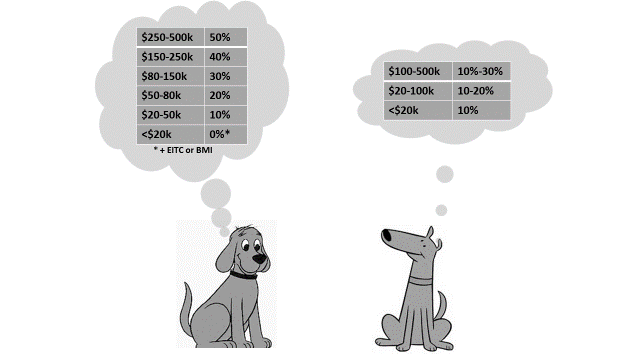 $250-500k 50%
$150-250k 40%
$80-150k 30%
$50-80k 20%
$20-50k 10%
<$20k 0%*
* + EITC or BMI
$100-500k 10%-30%
$20-100k 10-20%
<$20k 10%